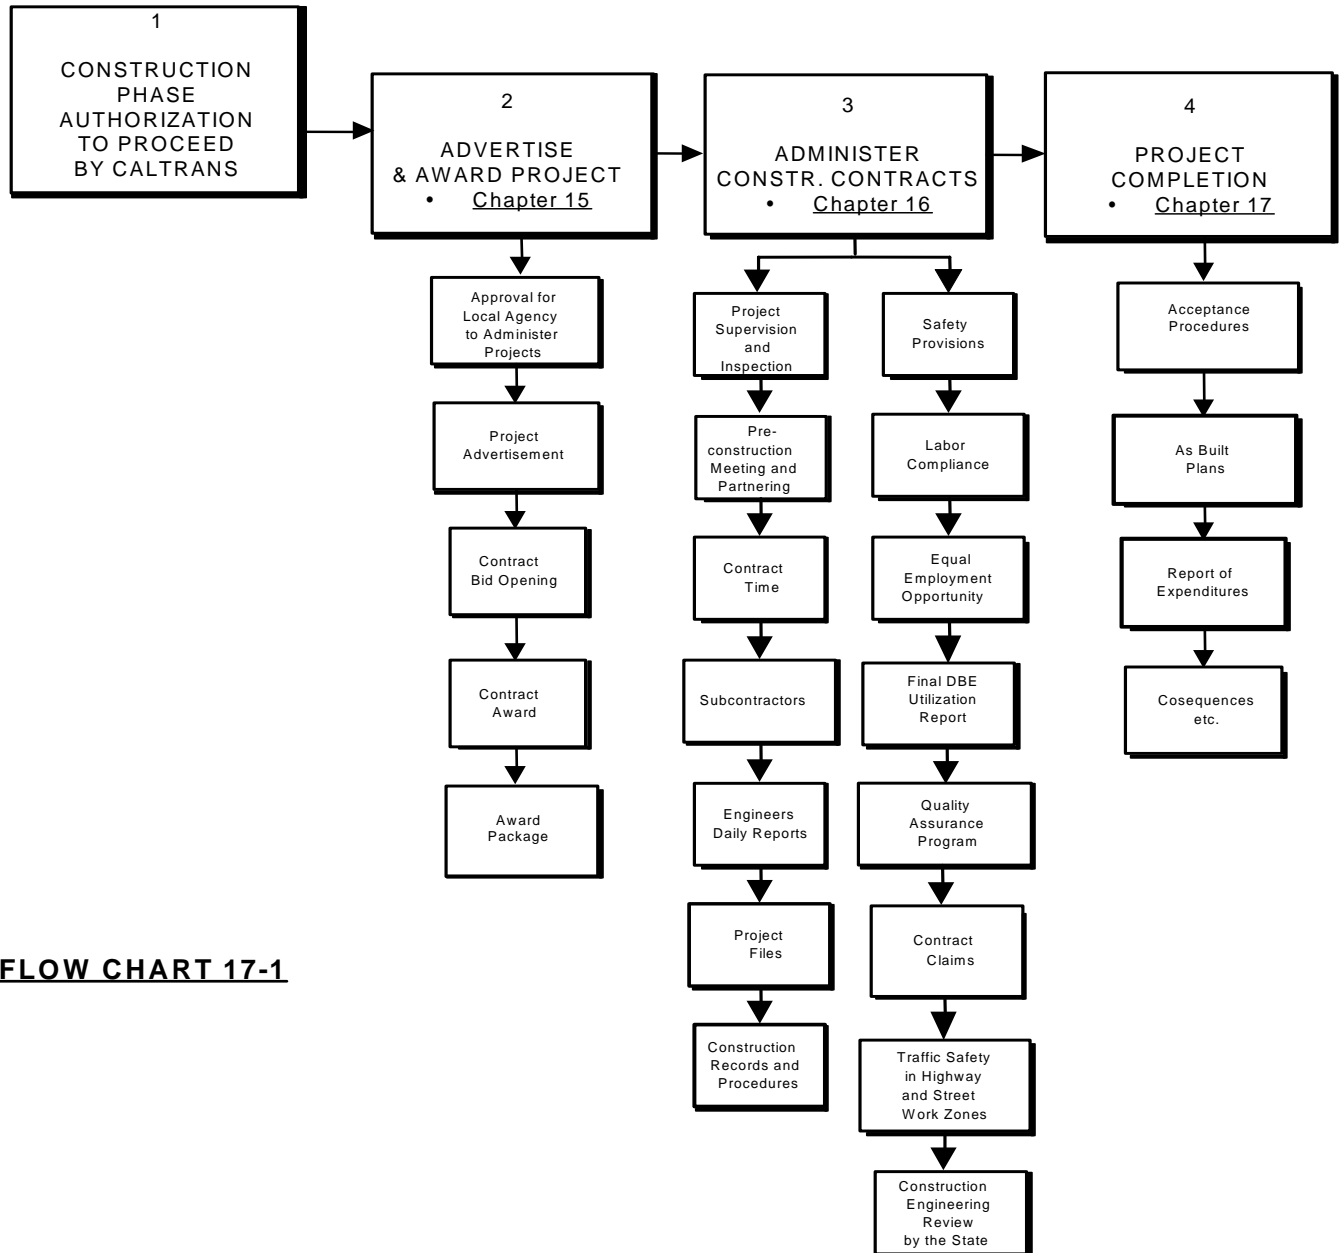 1
CONSTRUCTION
PHASE
AUTHORIZATION
TO PROCEED
BY CALTRANS
2
ADVERTISE
& AWARD PROJECT
• Chapter 15
3
ADMINISTER
CONSTR. CONTRACTS
• Chapter 16
4
PROJECT
COMPLETION
• Chapter 17
Approval for
Local Agency
to Administer
Projects
Project
Advertisement
Contract
Bid Opening
Contract
Award
Award
Package
Project
Supervision
and
Inspection
Pre-
construction
Meeting and
Partnering
Contract
Time
Subcontractors
Engineers
Daily Reports
Project
Files
Construction
Records and
Procedures
Safety
Provisions
Labor
Compliance
Equal
Employment
Opportunity
Final DBE
Utilization
Report
Quality
Assurance
Program
Contract
Claims
Traffic Safety
in Highway
and Street
Work Zones
Construction
Engineering
Review
by the State
Acceptance
Procedures
As Built
Plans
Report of
Expenditures
Cosequences
etc.
FLOW CHART 17-1